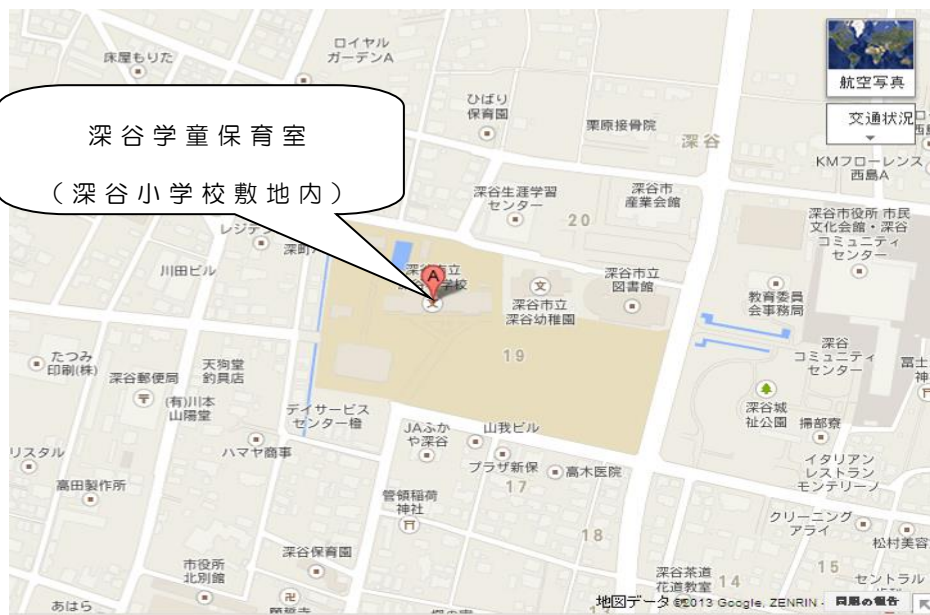 床屋もりた
ロイヤル
ガーデンA
ひばり
保育園
栗原接骨院
深谷
航空写真
交通状況
KMフローレンス
西島A
深谷学童保育室
（深谷小学校敷地内）
深谷生涯学習
センター
20
深谷市
産業会館
深谷市役所 市民
文化会館・深谷
コミュニティ
センター
川田ビル
A
深谷市立
深谷幼稚園
深谷市立
図書館
教育委員
会事務局
19
深谷
コミュニティ
センター
たつみ
印刷(株)
深谷郵便局
天狗堂
釣具店
(有)川本
山陽堂
デイサービス
センター楷
深谷城
址公園
掃部寮
JAふか
や深谷
山我ビル
ハマヤ商事
プラザ新保
高木医院
イタリアン
レストラン
モンテリーノ
高田製作所
17
管領稲荷
神社
18
クリーニング
アライ
松村美容
深谷保育園
市役所
北別館
深谷茶道
花道教室
14
15
セントラル
あはら
地図データ ©2013 Google, ZENRIN -